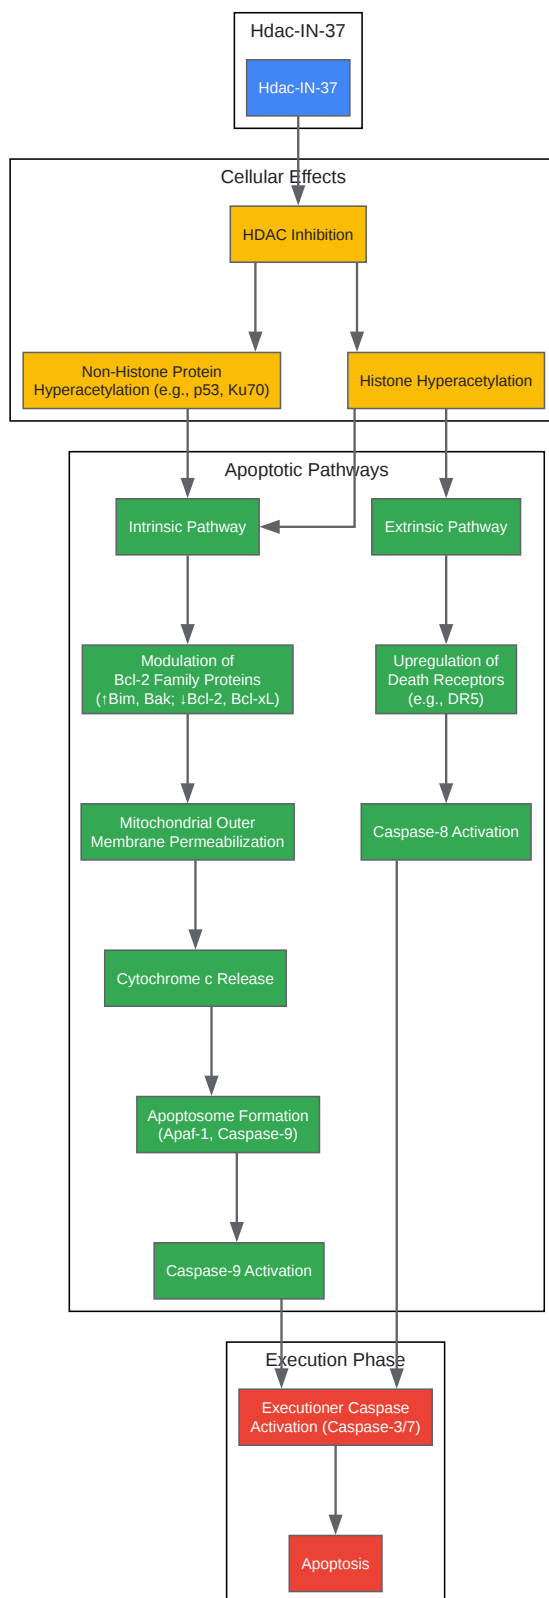 Hdac-IN-37
Hdac-IN-37
Cellular Effects
HDAC Inhibition
Non-Histone Protein
Hyperacetylation (e.g., p53, Ku70)
Histone Hyperacetylation
Apoptotic Pathways
Intrinsic Pathway
Extrinsic Pathway
Modulation of
Bcl-2 Family Proteins
(↑Bim, Bak; ↓Bcl-2, Bcl-xL)
Upregulation of
Death Receptors
(e.g., DR5)
Mitochondrial Outer
Membrane Permeabilization
Caspase-8 Activation
Cytochrome c Release
Apoptosome Formation
(Apaf-1, Caspase-9)
Caspase-9 Activation
Execution Phase
Executioner Caspase
Activation (Caspase-3/7)
Apoptosis